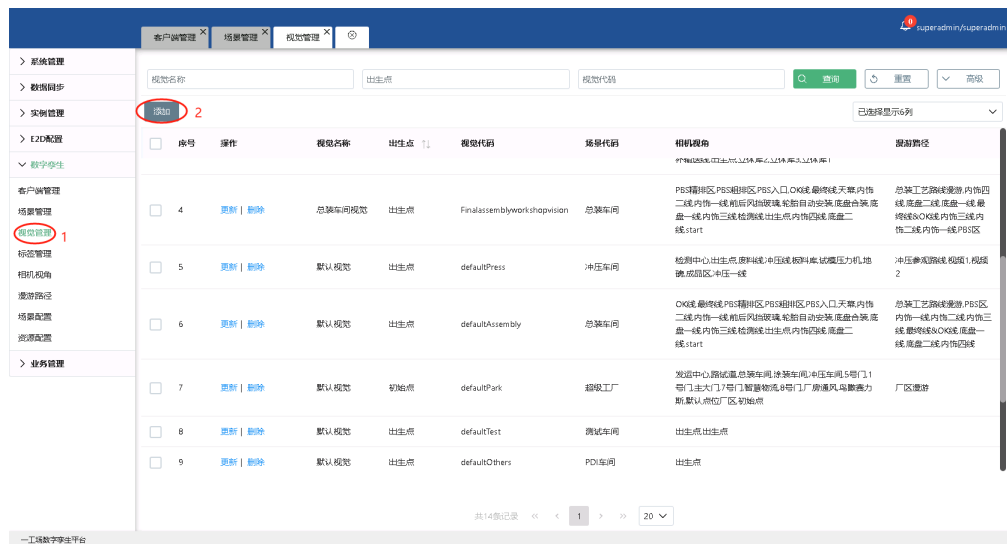 0
superadmin/superadmin
客户端管理 × 场景管理 × 视觉管理 ×
系统管理
数据同步
实例管理
E2D配置
数字孪生
客户端管理
场景管理
视觉管理 1
标签管理
相机视角
漫游路径
场景配置
资源配置
业务管理
视觉名称 出生点 视觉代码 查询 重置 高级
添加 2 已选择显示6列
序号 操作 视觉名称 出生点 视觉代码 场景代码 相机视角 漫游路径
外输送线,出生点,立体库2,立体库3,立体库1
4 更新 | 删除 总装车间视觉 出生点 Finalassemblyworkshopvision 总装车间
PBS精排区,PBS粗排区,PBS入口,OK线,最终线,天幕,内饰
二线,内饰一线,前后风挡玻璃,轮胎自动安装,底盘合装,底
盘一线,内饰三线,检测线,出生点,内饰四线,底盘二
线,start
总装工艺路线漫游,内饰四
线,底盘二线,底盘一线,最
终线&OK线,内饰三线,内
饰二线,内饰一线,PBS区
5 更新 | 删除 默认视觉 出生点 defaultPress 冲压车间
检测中心,出生点,废料线,冲压线,板料库,试模压力机,地
磅,成品区,冲压一线
冲压参观路线,视频1,视频
2
6 更新 | 删除 默认视觉 出生点 defaultAssembly 总装车间
OK线,最终线,PBS精排区,PBS粗排区,PBS入口,天幕,内饰
二线,内饰一线,前后风挡玻璃,轮胎自动安装,底盘合装,底
盘一线,内饰三线,检测线,出生点,内饰四线,底盘二
线,start
总装工艺路线漫游,PBS区,
内饰一线,内饰二线,内饰三
线,最终线&OK线,底盘一
线,底盘二线,内饰四线
7 更新 | 删除 默认视觉 初始点 defaultPark 超级工厂
发运中心,路试道,总装车间,涂装车间,冲压车间,5号门,1
号门,主大门,7号门,智慧物流,8号门,厂房通风,鸟瞰赛力
斯,默认点位厂区,初始点
厂区漫游
8 更新 | 删除 默认视觉 出生点 defaultTest 测试车间 出生点,出生点
9 更新 | 删除 默认视觉 出生点 defaultOthers PDI车间 出生点
共14条记录 1 20
一工场数字孪生平台